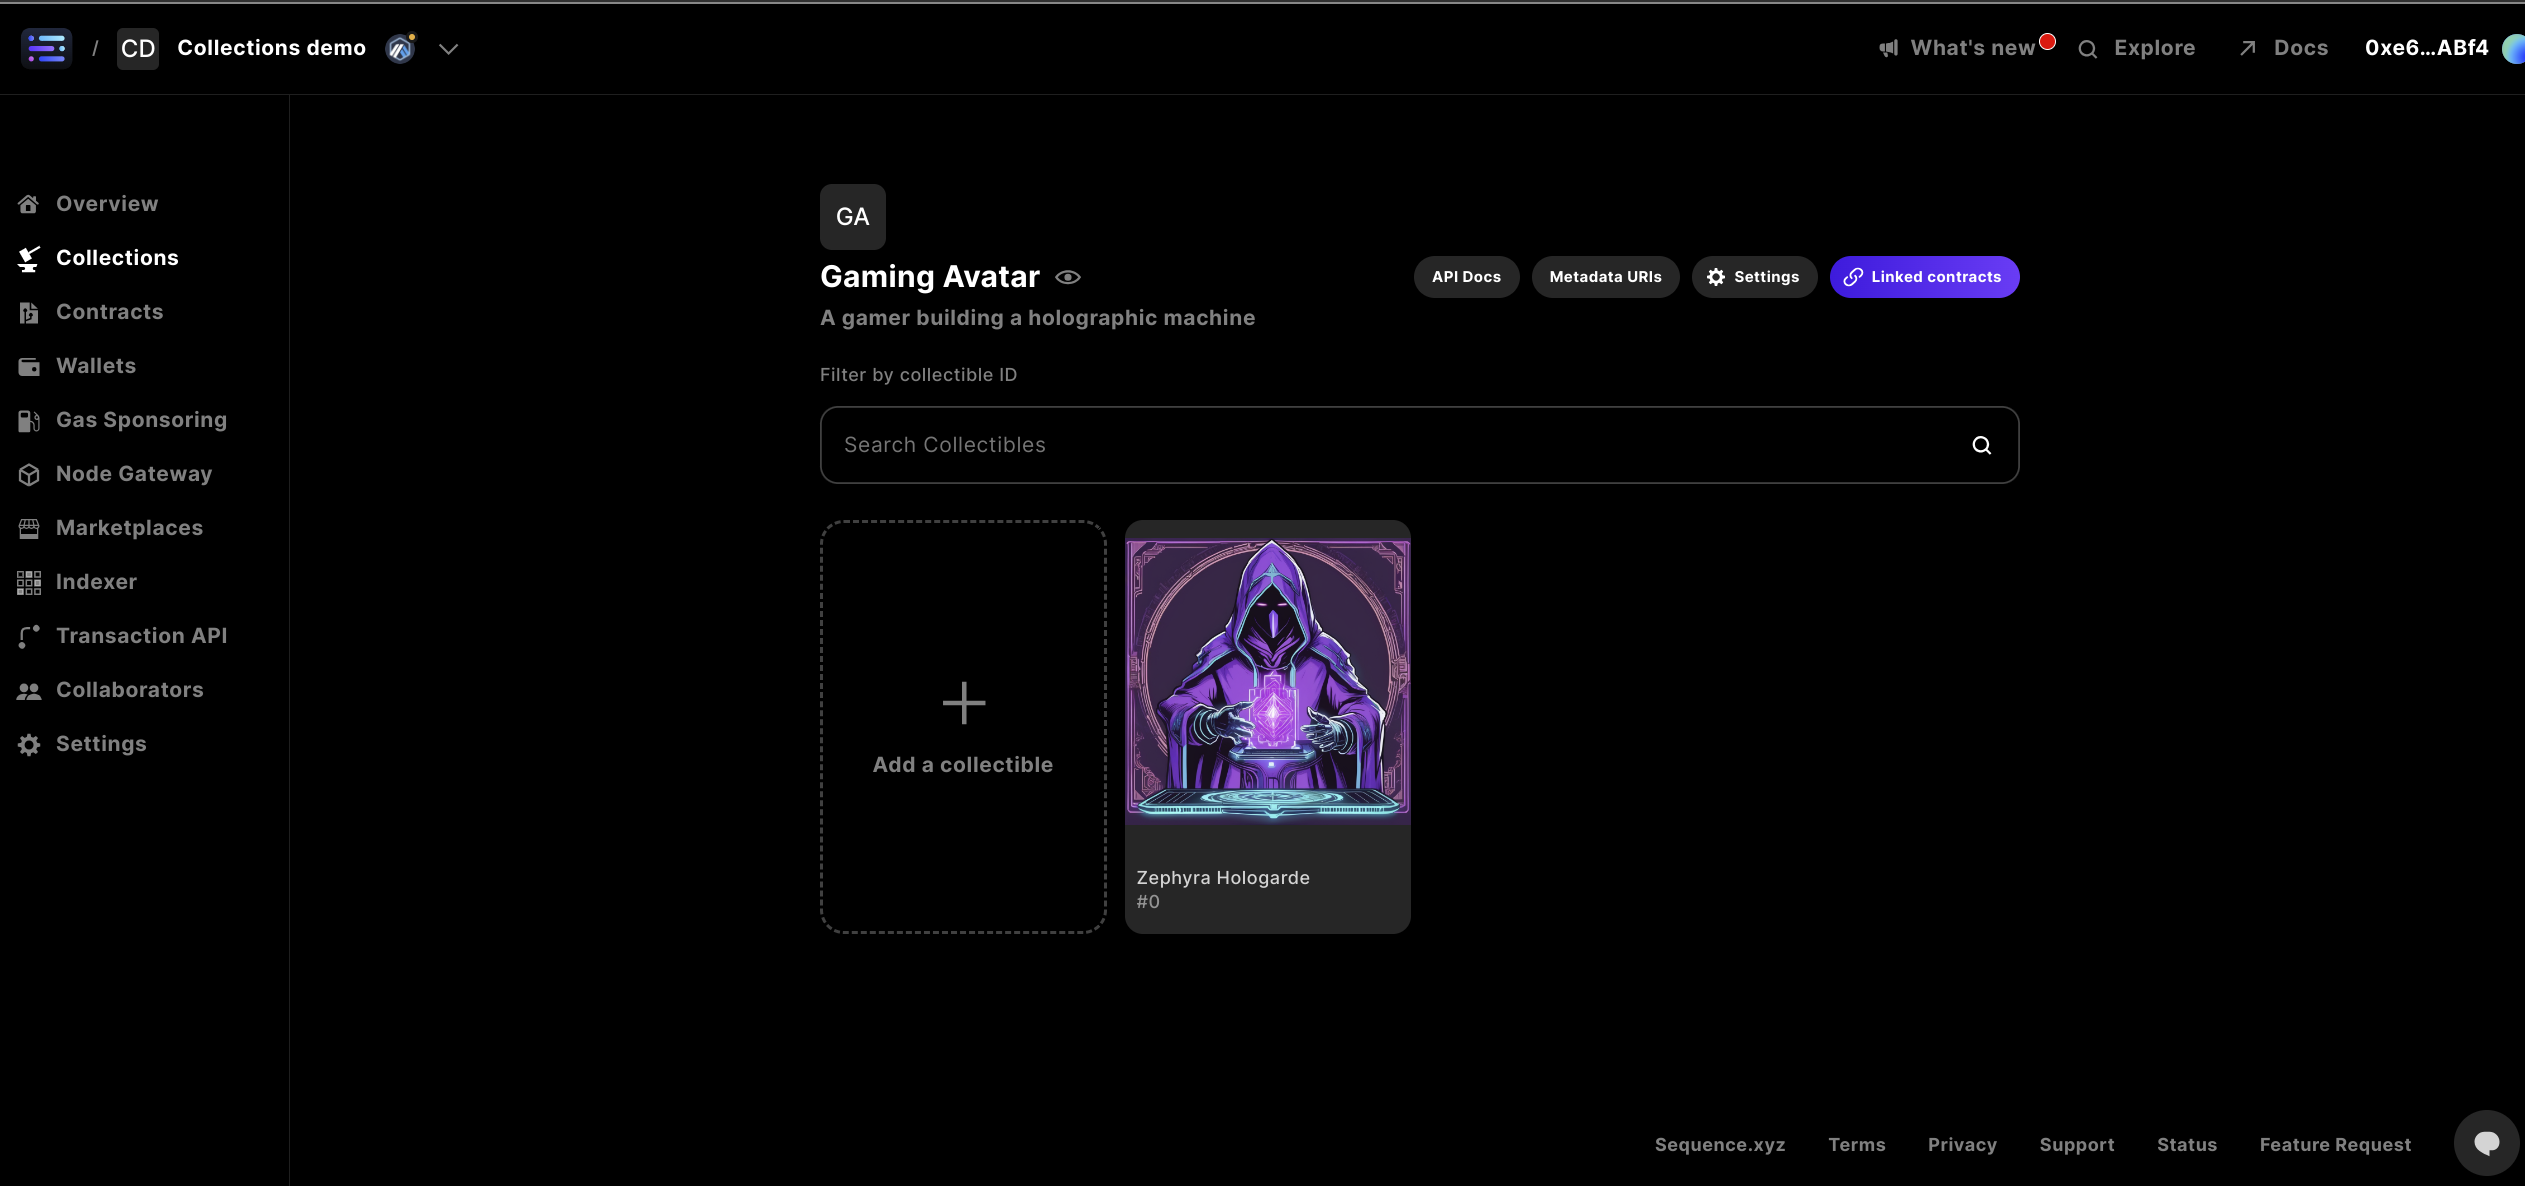 / CD Collections demo
What's new Explore Docs 0xe6...ABf4
Overview
Collections
Contracts
Wallets
Gas Sponsoring
Node Gateway
Marketplaces
Indexer
Transaction API
Collaborators
Settings
GA
Gaming Avatar
API Docs Metadata URIs Settings Linked contracts
A gamer building a holographic machine
Filter by collectible ID
Search Collectibles
Add a collectible
Zephyra Hologarde
#0
Sequence.xyz Terms Privacy Support Status Feature Request